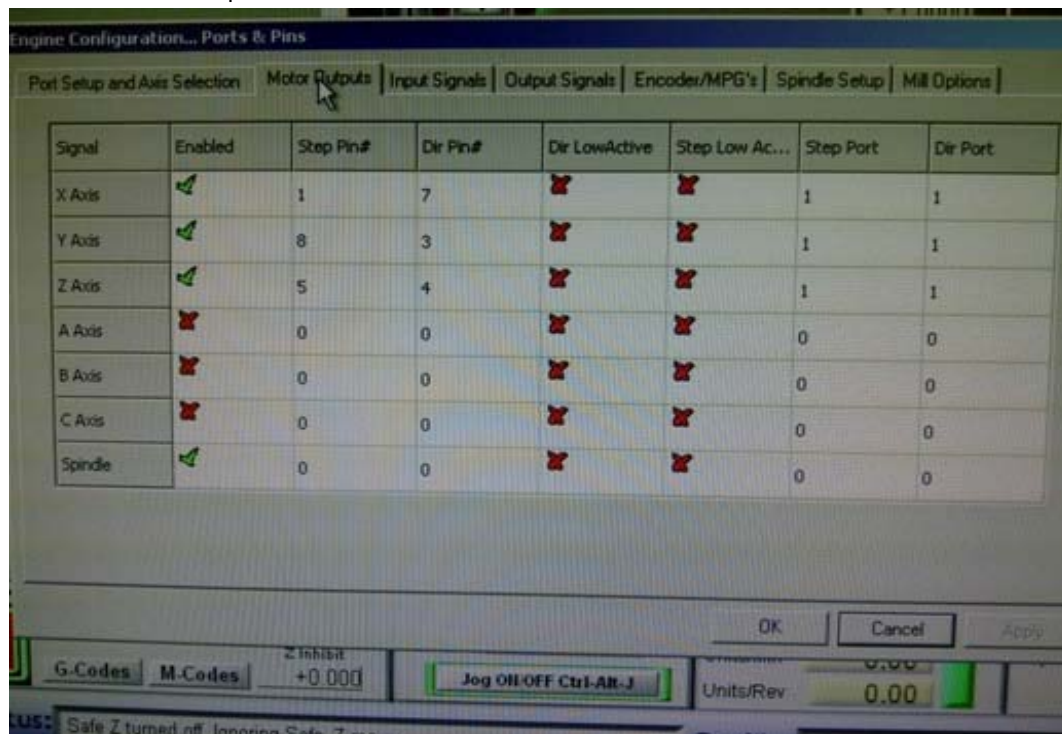 Engine Configuration... Ports & Pins
Port Setup and Axis Selection Motor Outputs Input Signals Output Signals Encoder/MPG's Spindle Setup Mill Options
Signal Enabled Step Pin# Dir Pin# Dir LowActive Step Low Ac... Step Port Dir Port
X Axis 1 7 1 1
Y Axis 8 3 1 1
Z Axis 5 4 1 1
A Axis 0 0 0 0
B Axis 0 0 0 0
C Axis 0 0 0 0
Spindle 0 0 0 0
OK Cancel Apply
G-Codes M-Codes Z Inhibit +0.000 Jog ON/OFF Ctrl-Alt-J Units/Rev 0.00
Safe Z turned off. Ignoring Safe_Z